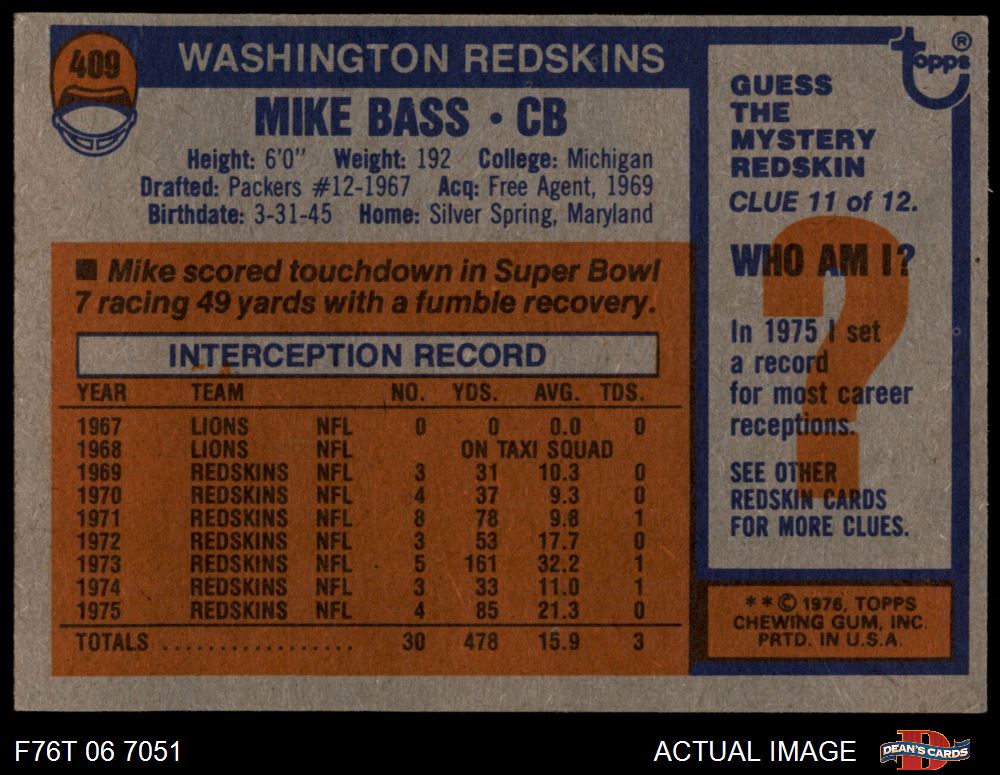 409
WASHINGTON REDSKINS
MIKE BASS • CB
Height: 6'0" Weight: 192 College: Michigan
Drafted: Packers #12-1967 Acq: Free Agent, 1969
Birthdate: 3-31-45 Home: Silver Spring, Maryland
■ Mike scored touchdown in Super Bowl
7 racing 49 yards with a fumble recovery.
INTERCEPTION RECORD
YEAR TEAM NO. YDS. AVG. TDS.
1967 LIONS NFL 0 0 0.0 0
1968 LIONS NFL ON TAXI SQUAD
1969 REDSKINS NFL 3 31 10.3 0
1970 REDSKINS NFL 4 37 9.3 0
1971 REDSKINS NFL 8 78 9.8 1
1972 REDSKINS NFL 3 53 17.7 0
1973 REDSKINS NFL 5 161 32.2 1
1974 REDSKINS NFL 3 33 11.0 1
1975 REDSKINS NFL 4 85 21.3 0
TOTALS .................. 30 478 15.9 3
Topps ®
GUESS
THE
MYSTERY
REDSKIN
CLUE 11 of 12.
WHO AM I?
?
In 1975 I set
a record
for most career
receptions.
SEE OTHER
REDSKIN CARDS
FOR MORE CLUES.
* * © 1976, TOPPS
CHEWING GUM, INC.
PRTD. IN U.S.A.
F76T 06 7051
ACTUAL IMAGE
D
DEAN'S CARDS